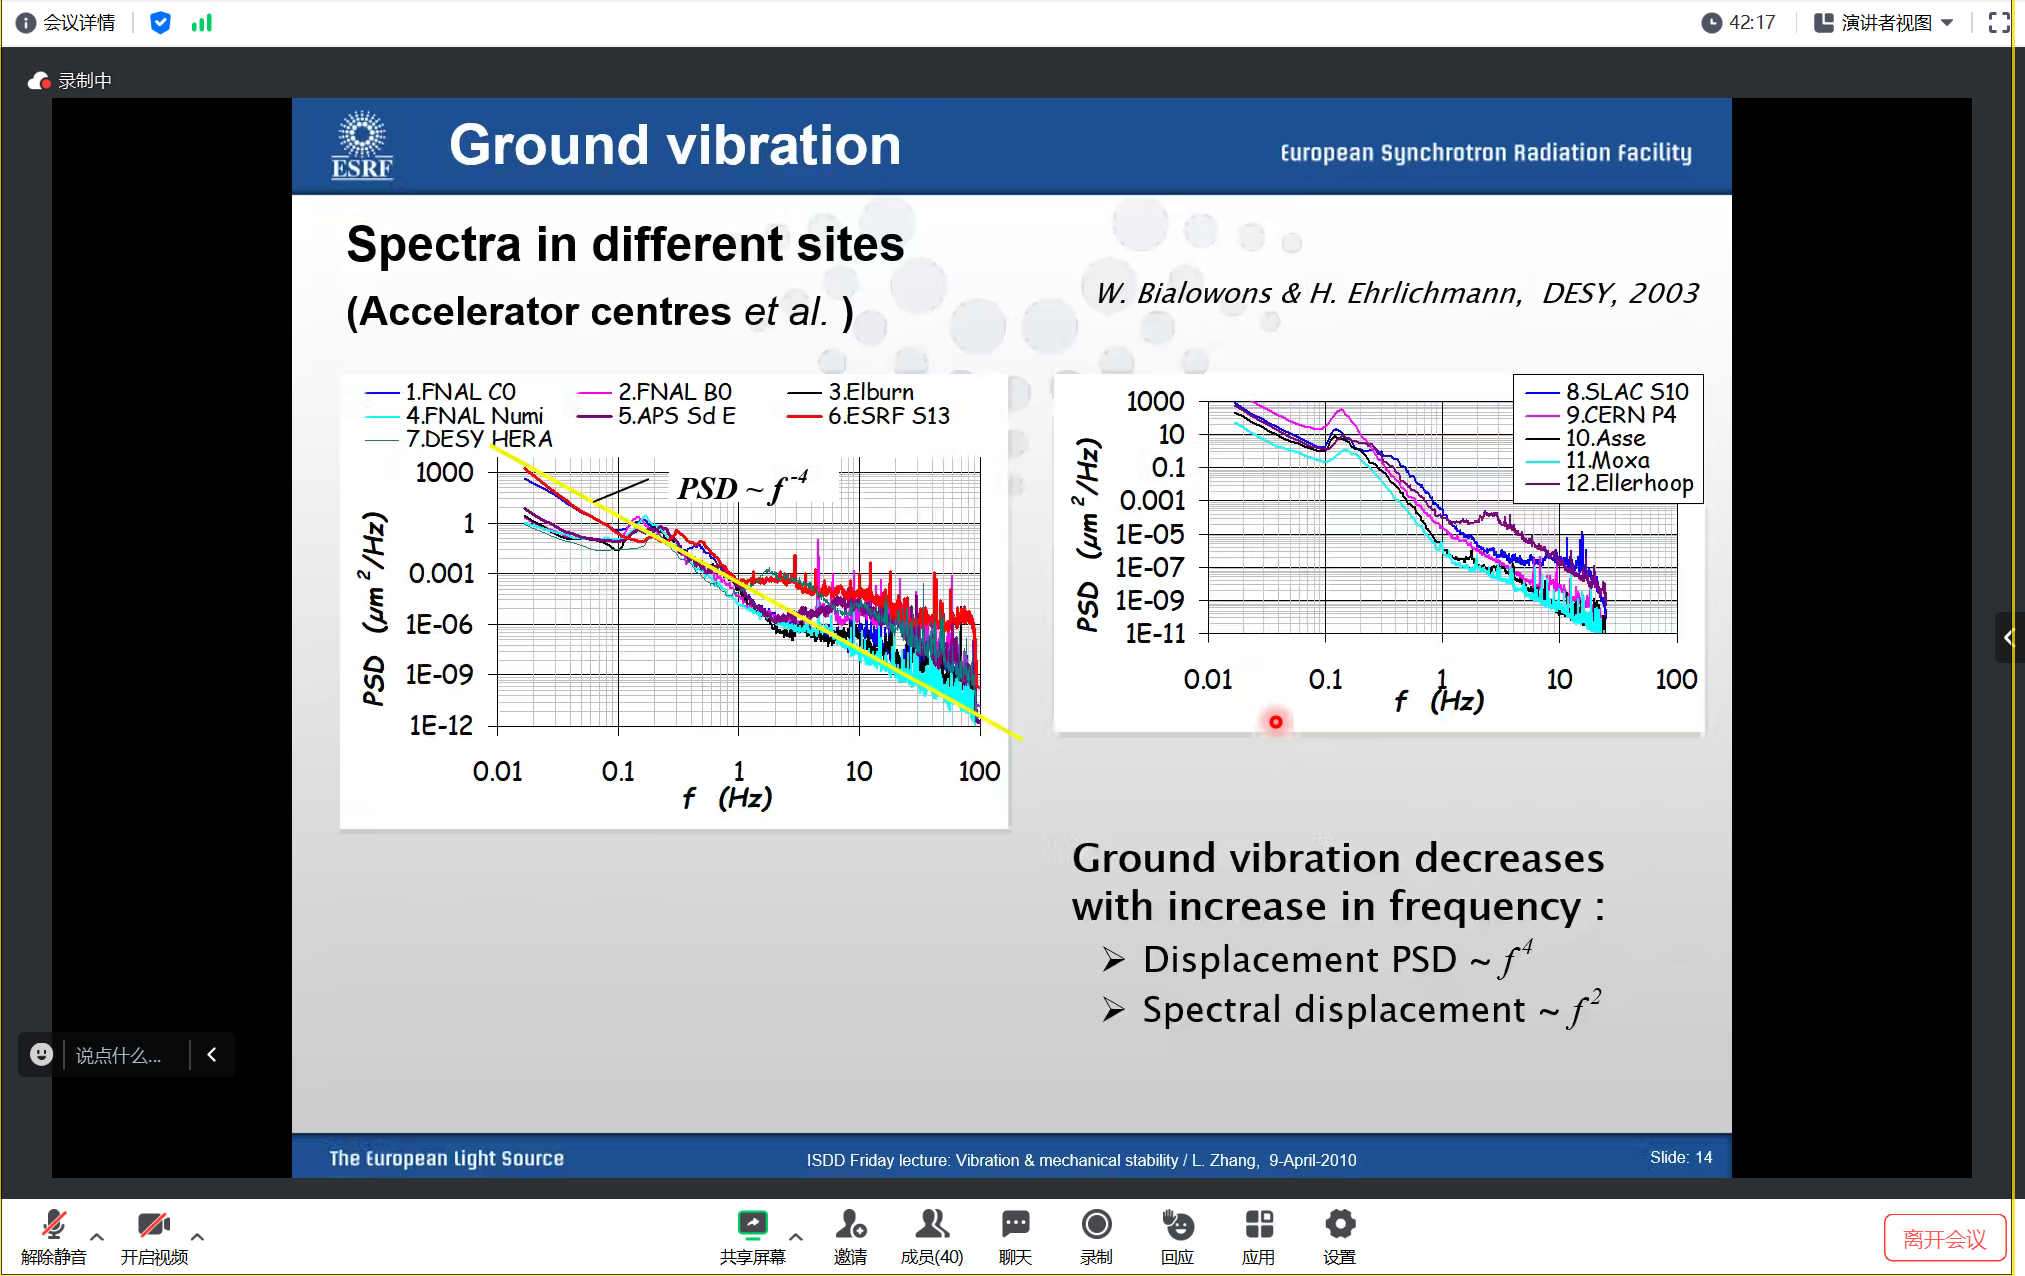 会议详情
42:17
演讲者视图
录制中
ESRF
Ground vibration
European Synchrotron Radiation Facility
Spectra in different sites
(Accelerator centres et al. )
W. Bialowons & H. Ehrlichmann, DESY, 2003
1.FNAL C0 2.FNAL B0 3.Elburn
4.FNAL Numi 5.APS Sd E 6.ESRF S13
7.DESY HERA
PSD ~ f -4
1000
1
0.001
1E-06
1E-09
1E-12
PSD (μm 2/Hz)
0.01 0.1 1 10 100
f (Hz)
8.SLAC S10
9.CERN P4
10.Asse
11.Moxa
12.Ellerhoop
1000
10
0.1
0.001
1E-05
1E-07
1E-09
1E-11
PSD (μm 2/Hz)
0.01 0.1 1 10 100
f (Hz)
Ground vibration decreases
with increase in frequency :
➢ Displacement PSD ~ f 4
➢ Spectral displacement ~ f 2
说点什么...
The European Light Source
ISDD Friday lecture: Vibration & mechanical stability / L. Zhang, 9-April-2010
Slide: 14
解除静音 开启视频 共享屏幕 邀请 成员(40) 聊天 录制 回应 应用 设置 离开会议